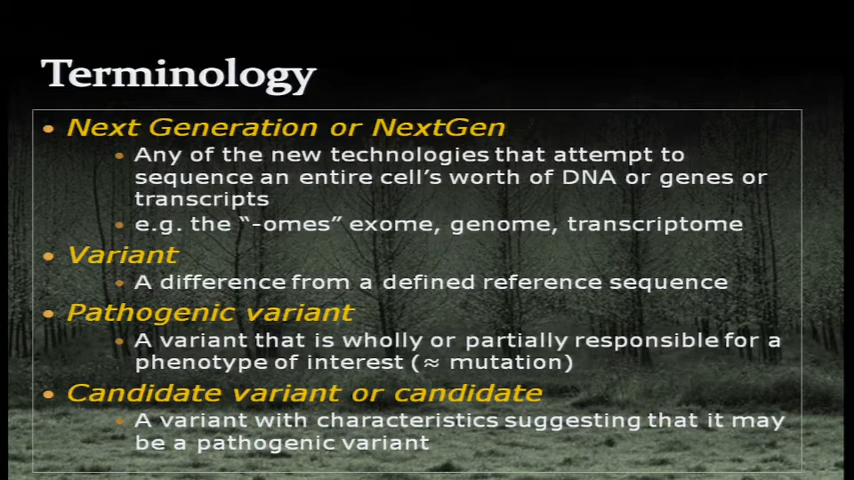 Terminology
• Next Generation or NextGen
• Any of the new technologies that attempt to
sequence an entire cell’s worth of DNA or genes or
transcripts
• e.g. the “-omes” exome, genome, transcriptome
• Variant
• A difference from a defined reference sequence
• Pathogenic variant
• A variant that is wholly or partially responsible for a
phenotype of interest (≈ mutation)
• Candidate variant or candidate
• A variant with characteristics suggesting that it may
be a pathogenic variant